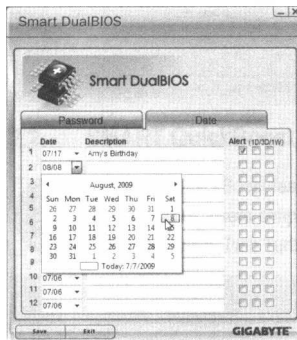 Smart DualBIOS
Smart DualBIOS
Password Date
Date Description Alert (1D/3D/1W)
1 07/17 Amy's Birthday
2 08/08
3
4 August, 2009
5 Sun Mon Tue Wed Thu Fri Sat
26 27 28 29 30 31 1
6 2 3 4 5 6 7 8
9 10 11 12 13 14 15
7 16 17 18 19 20 21 22
8 23 24 25 26 27 28 29
30 31 1 2 3 4 5
9 Today: 7/7/2009
10 07/06
11 07/06
12 07/06
Save Exit GIGABYTE